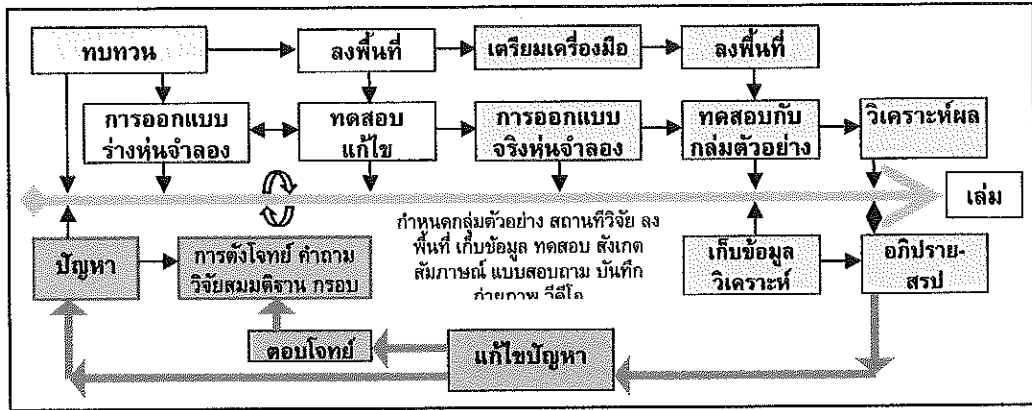 ทบทวน
ลงพื้นที่
เตรียมเครื่องมือ
ลงพื้นที่
การออกแบบ
ร่างหุ่นจำลอง
ทดสอบ
แก้ไข
การออกแบบ
จริงหุ่นจำลอง
ทดสอบกับ
กลุ่มตัวอย่าง
วิเคราะห์ผล
เล่ม
ปัญหา
การตั้งโจทย์ คำถาม
วิจัยสมมติฐาน กรอบ
กำหนดกลุ่มตัวอย่าง สถานที่วิจัย ลง
พื้นที่ เก็บข้อมูล ทดสอบ สังเกต
สัมภาษณ์ แบบสอบถาม บันทึก
ถ่ายภาพ วีดีโอ
เก็บข้อมูล
วิเคราะห์
อภิปราย-
สรุป
ตอบโจทย์
แก้ไขปัญหา